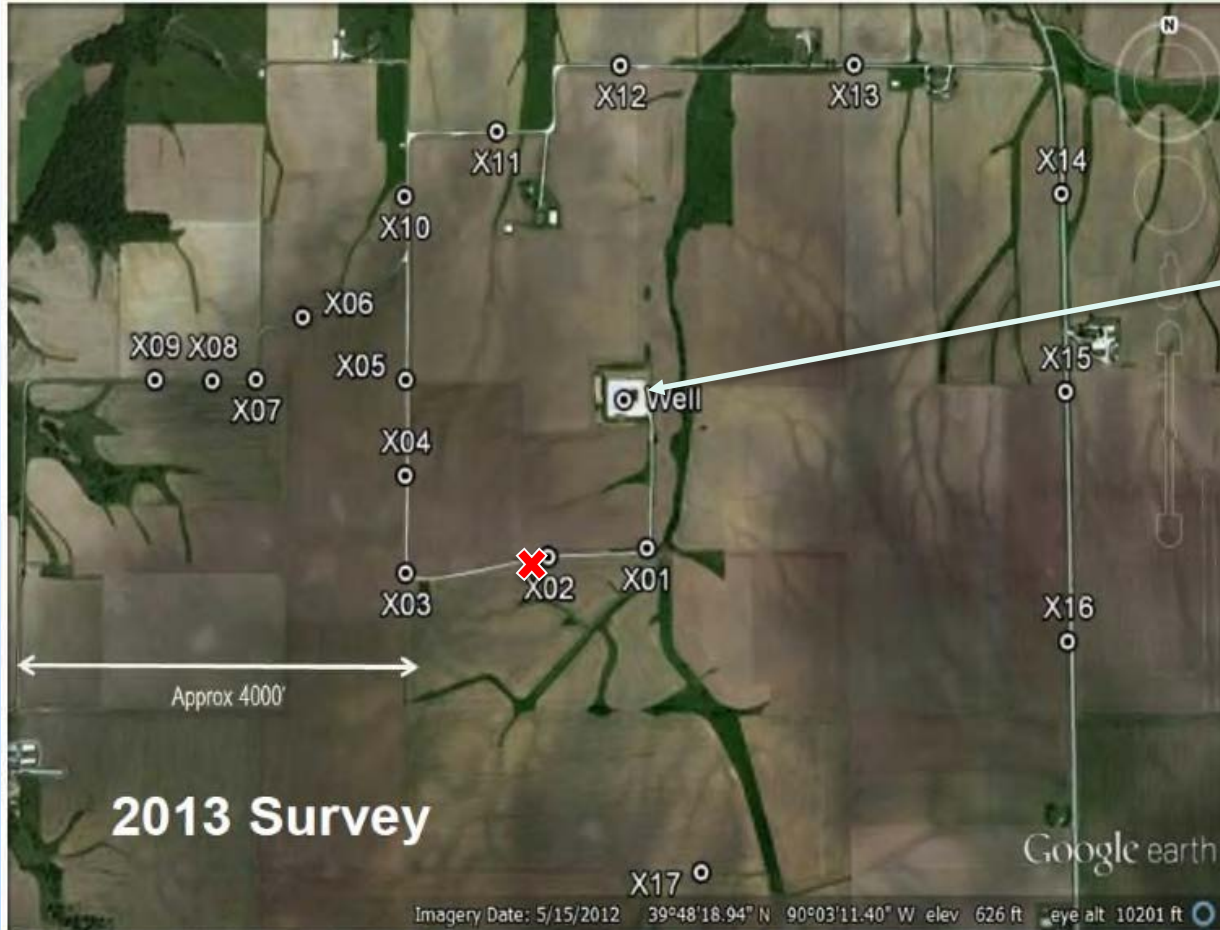 N
X12
X13
X11
X14
X10
X06
X09 X08
X05
X15
X07
Well
X04
X01
X02
X03
X16
Approx 4000'
2013 Survey
Google earth
X17
Imagery Date: 5/15/2012 39°48'18.94" N 90°03'11.40" W elev 626 ft eye alt 10201 ft